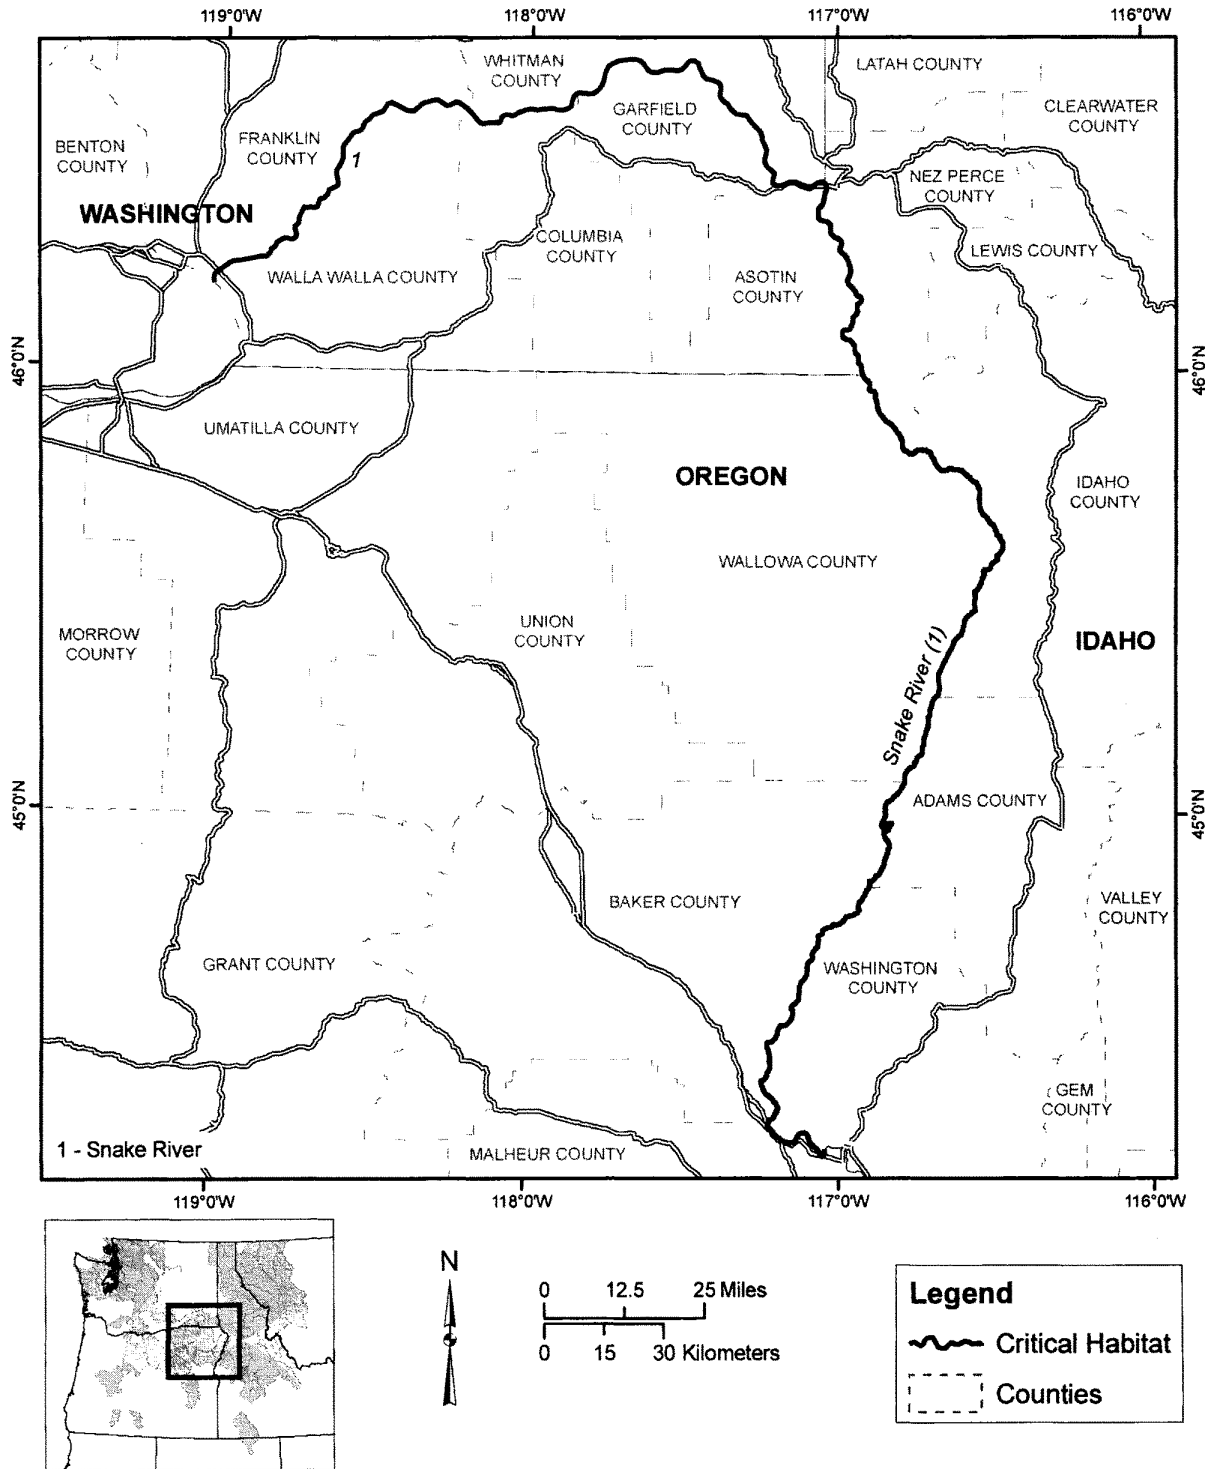 119°0'W
118°0'W
117°0'W
116°0'W
WHITMAN
COUNTY
LATAH COUNTY
GARFIELD
COUNTY
CLEARWATER
COUNTY
FRANKLIN
COUNTY
BENTON
COUNTY
1
NEZ PERCE
COUNTY
WASHINGTON
COLUMBIA
COUNTY
LEWIS COUNTY
WALLA WALLA COUNTY
ASOTIN
COUNTY
46°0'N
46°0'N
UMATILLA COUNTY
OREGON
IDAHO
COUNTY
WALLOWA COUNTY
UNION
COUNTY
MORROW
COUNTY
IDAHO
Snake River (1)
45°0'N
45°0'N
ADAMS COUNTY
BAKER COUNTY
VALLEY
COUNTY
GRANT COUNTY
WASHINGTON
COUNTY
GEM
COUNTY
1 - Snake River
MALHEUR COUNTY
119°0'W
118°0'W
117°0'W
116°0'W
N
0 12.5 25 Miles
0 15 30 Kilometers
Legend
Critical Habitat
Counties